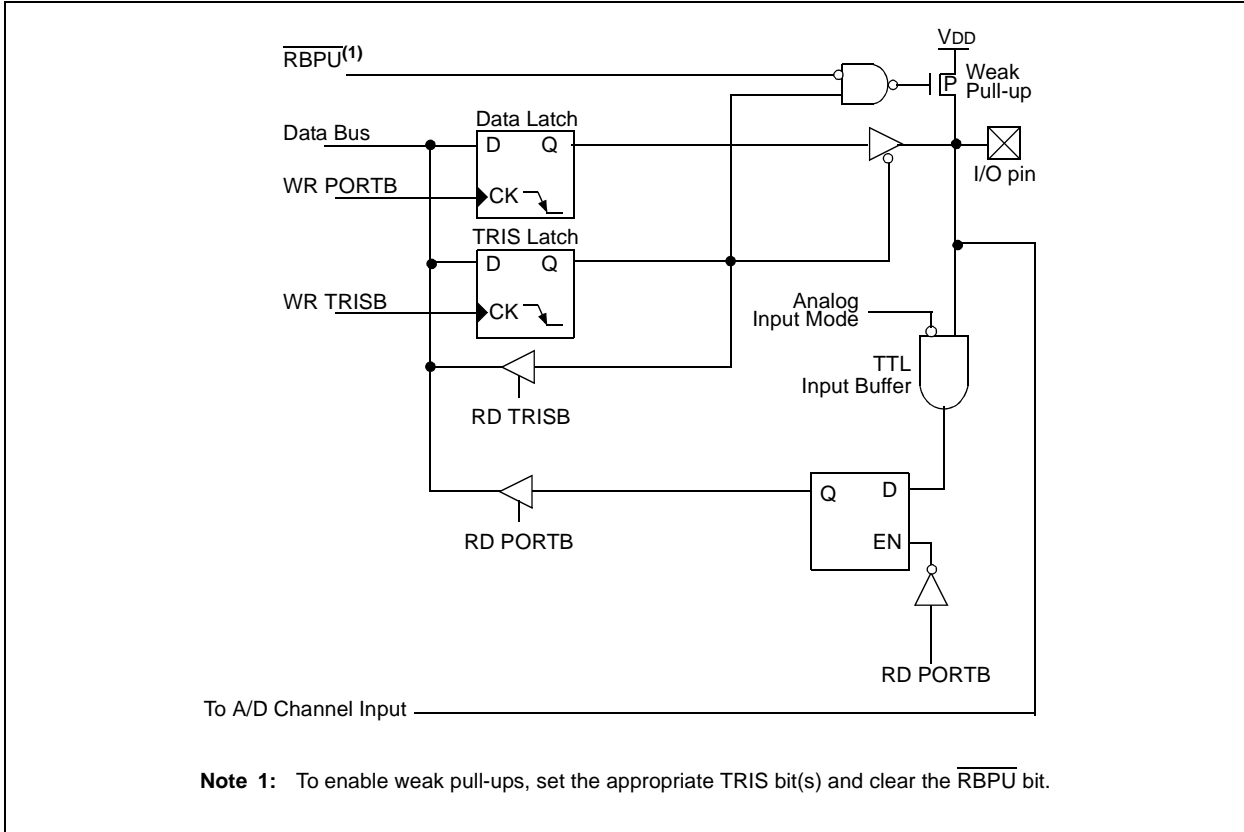 RBPU(1)
VDD
P
Weak
Pull-up
Data Bus
Data Latch
D Q
I/O pin
WR PORTB
CK
TRIS Latch
D Q
WR TRISB
CK
Analog
Input Mode
TTL
Input Buffer
RD TRISB
Q D
EN
RD PORTB
RD PORTB
To A/D Channel Input
Note 1: To enable weak pull-ups, set the appropriate TRIS bit(s) and clear the RBPU bit.